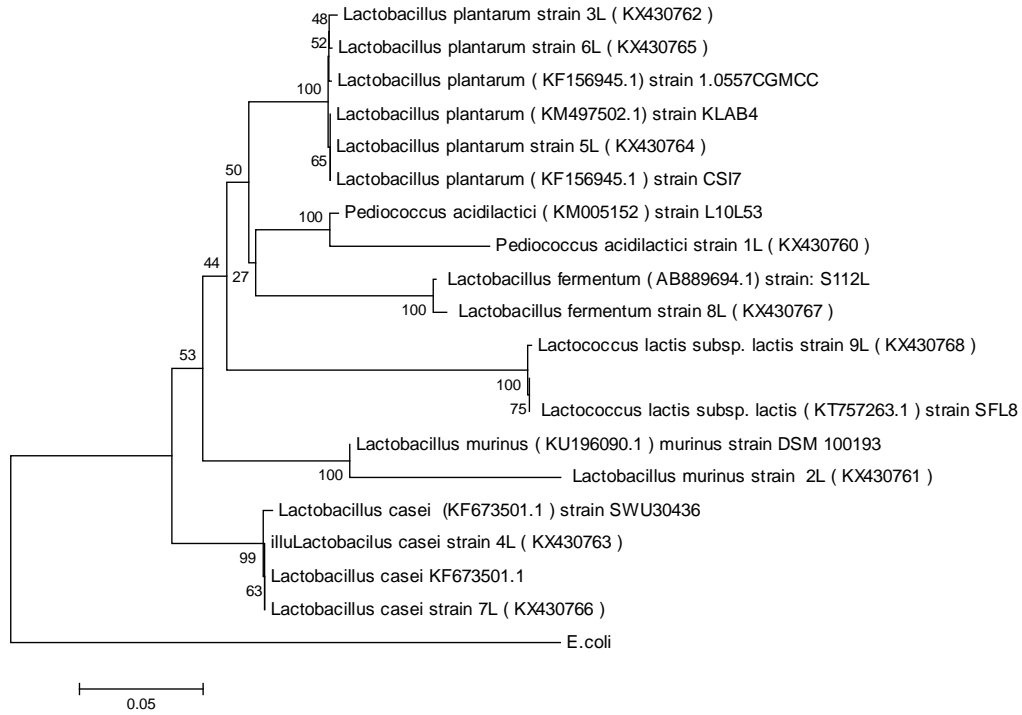 48
Lactobacillus plantarum strain 3L ( KX430762 )
52
Lactobacillus plantarum strain 6L ( KX430765 )
Lactobacillus plantarum ( KF156945.1) strain 1.0557CGMCC
100
Lactobacillus plantarum ( KM497502.1) strain KLAB4
Lactobacillus plantarum strain 5L ( KX430764 )
65
Lactobacillus plantarum ( KF156945.1 ) strain CSI7
50
Pediococcus acidilactici ( KM005152 ) strain L10L53
100
Pediococcus acidilactici strain 1L ( KX430760 )
44
27
Lactobacillus fermentum ( AB889694.1) strain: S112L
100
Lactobacillus fermentum strain 8L ( KX430767 )
Lactococcus lactis subsp. lactis strain 9L ( KX430768 )
53
100
75
Lactococcus lactis subsp. lactis ( KT757263.1 ) strain SFL8
Lactobacillus murinus ( KU196090.1 ) murinus strain DSM 100193
100
Lactobacillus murinus strain 2L ( KX430761 )
Lactobacillus casei (KF673501.1 ) strain SWU30436
illuLactobacilus casei strain 4L ( KX430763 )
99
Lactobacillus casei KF673501.1
63
Lactobacillus casei strain 7L ( KX430766 )
E.coli
0.05